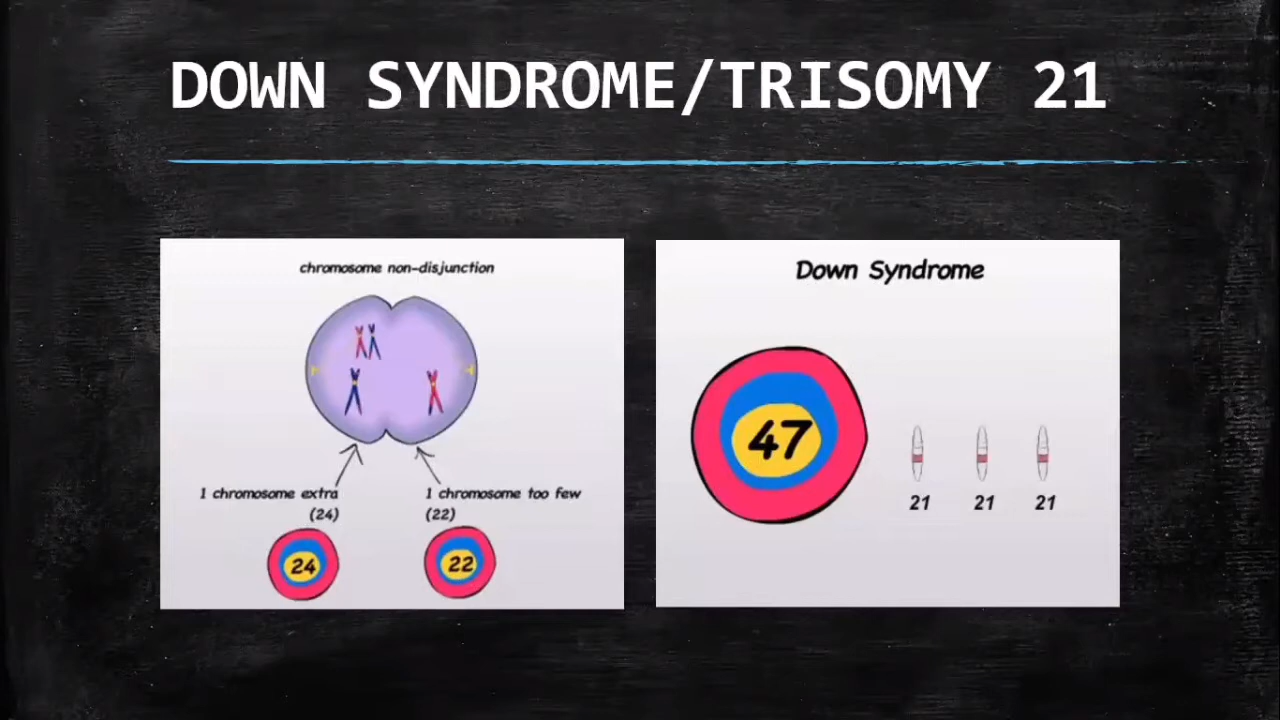 DOWN SYNDROME/TRISOMY 21
chromosome non-disjunction
1 chromosome extra
(24)
1 chromosome too few
(22)
24
22
Down Syndrome
47
21 21 21